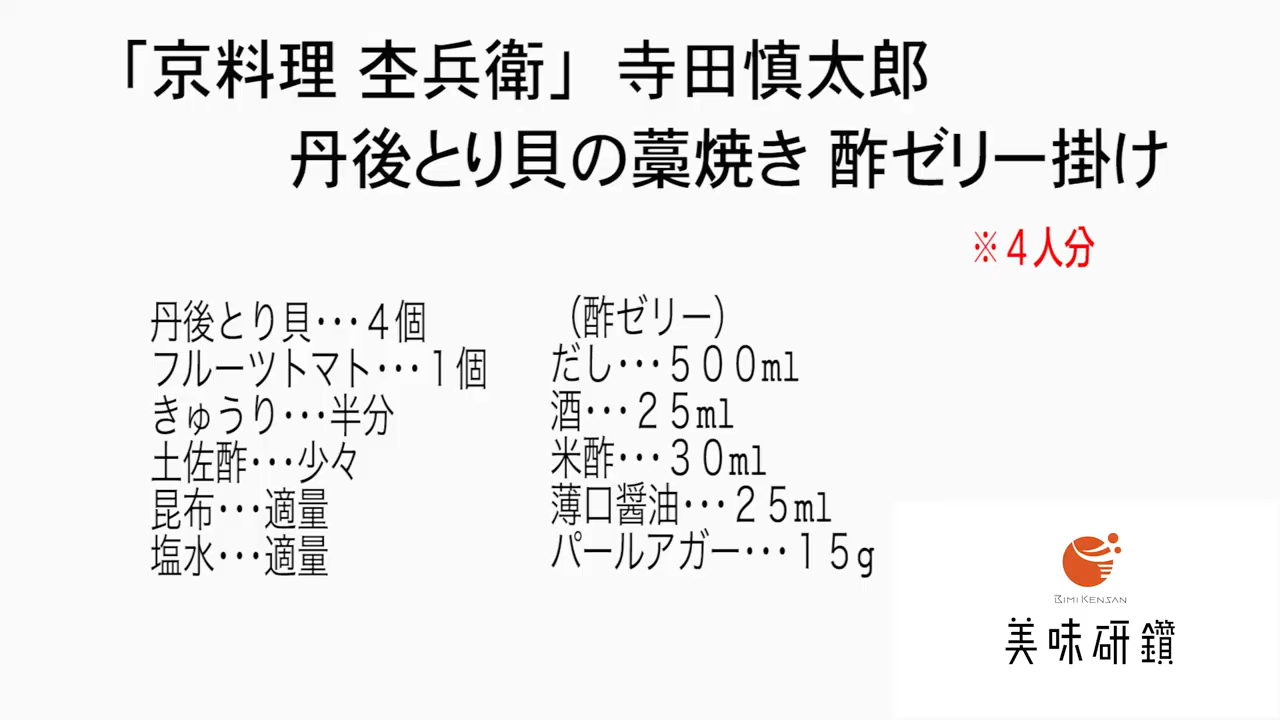 「京料理 杢兵衛」 寺田慎太郎
丹後とり貝の藁焼き 酢ゼリー掛け
※４人分
丹後とり貝･･･４個
フルーツトマト･･･１個
きゅうり･･･半分
土佐酢･･･少々
昆布･･･適量
塩水･･･適量
（酢ゼリー）
だし･･･５００ml
酒･･･２５ml
米酢･･･３０ml
薄口醤油･･･２５ml
パールアガー･･･１５g
BIMI KENSAN
美味研鑽